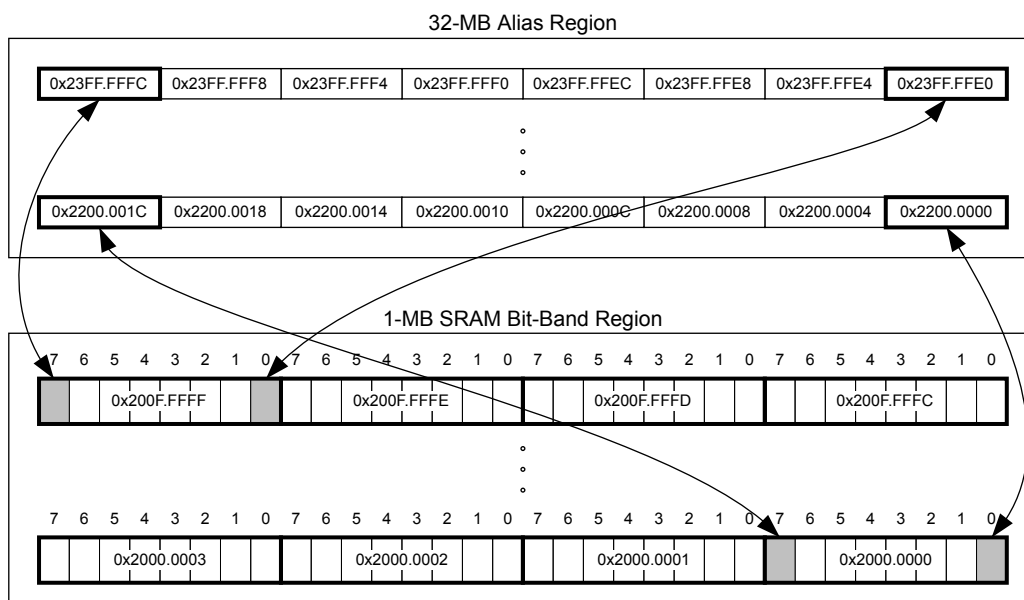 32-MB Alias Region
0x23FF.FFFC 0x23FF.FFF8 0x23FF.FFF4 0x23FF.FFF0 0x23FF.FFEC 0x23FF.FFE8 0x23FF.FFE4 0x23FF.FFE0
0x2200.001C 0x2200.0018 0x2200.0014 0x2200.0010 0x2200.000C 0x2200.0008 0x2200.0004 0x2200.0000
1-MB SRAM Bit-Band Region
7 6 5 4 3 2 1 0 7 6 5 4 3 2 1 0 7 6 5 4 3 2 1 0 7 6 5 4 3 2 1 0
0x200F.FFFF 0x200F.FFFE 0x200F.FFFD 0x200F.FFFC
7 6 5 4 3 2 1 0 7 6 5 4 3 2 1 0 7 6 5 4 3 2 1 0 7 6 5 4 3 2 1 0
0x2000.0003 0x2000.0002 0x2000.0001 0x2000.0000